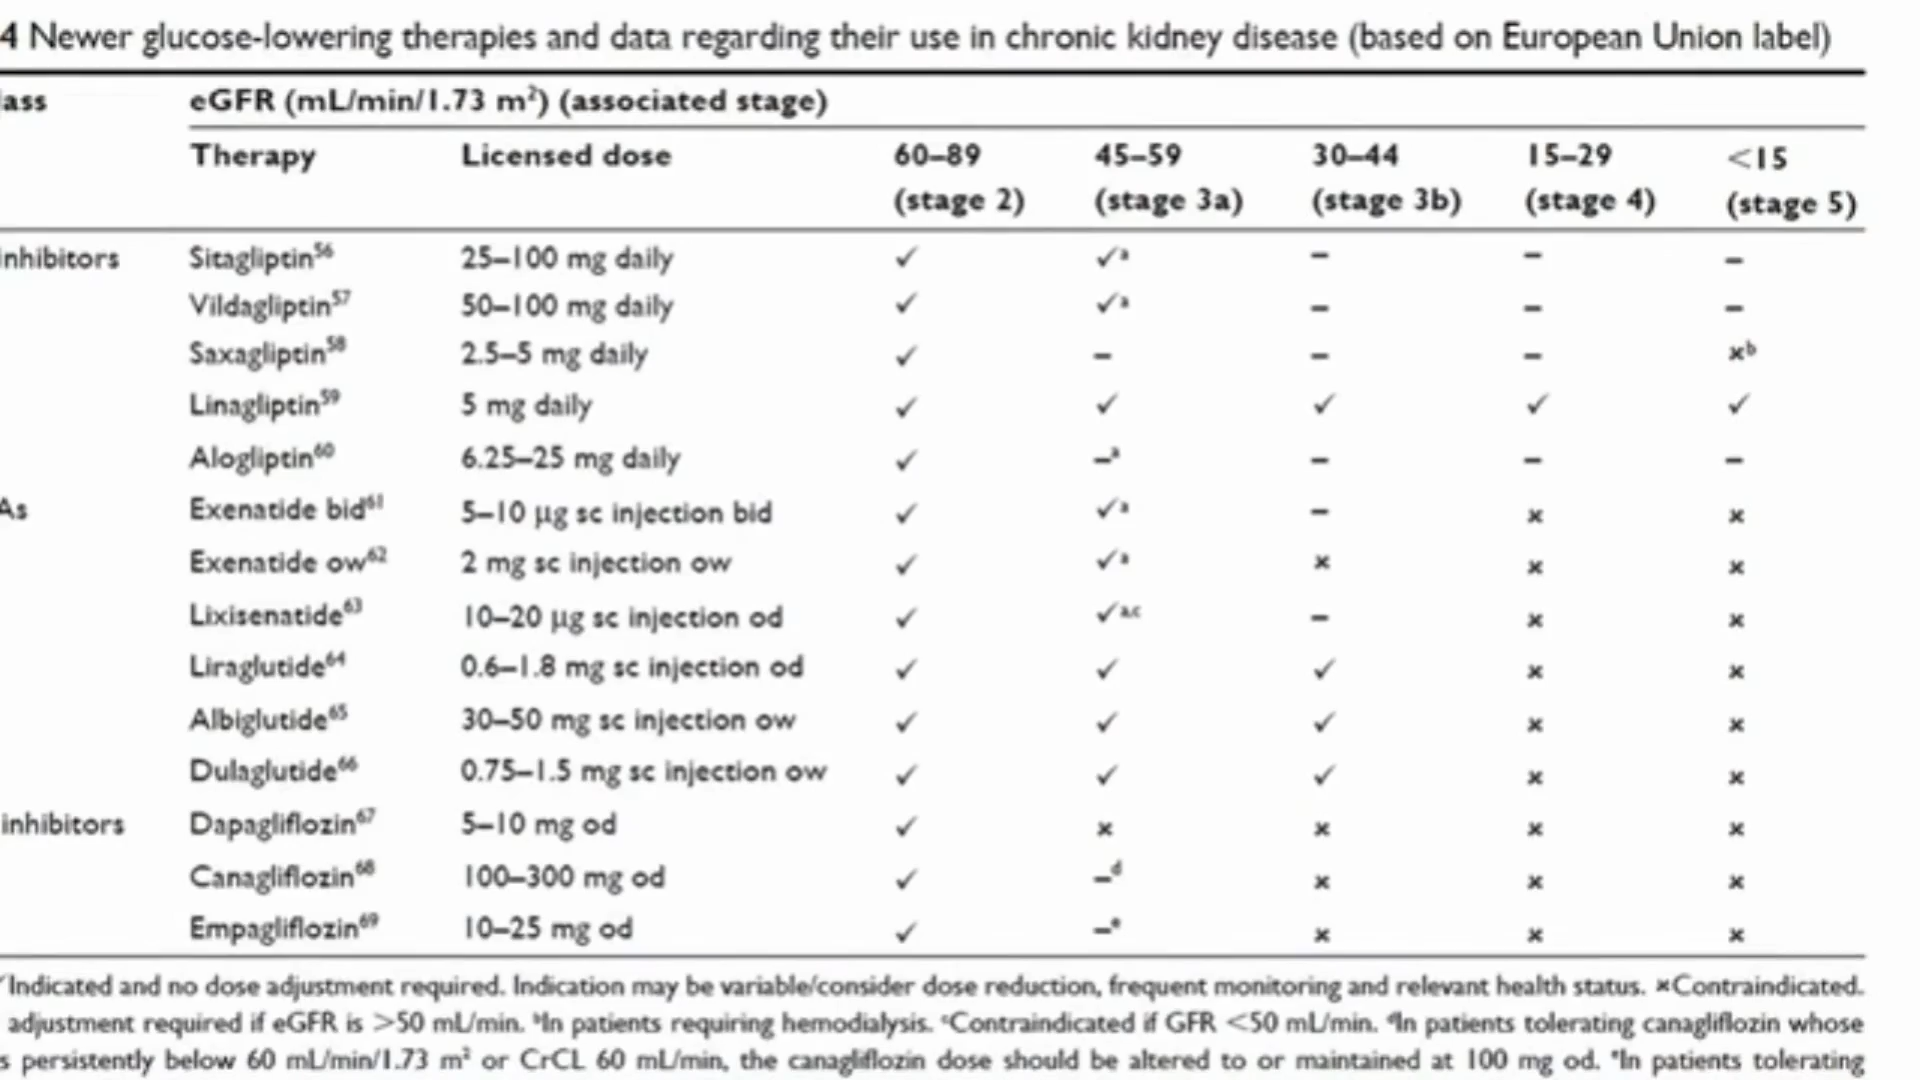 4 Newer glucose-lowering therapies and data regarding their use in chronic kidney disease (based on European Union label)
lass eGFR (mL/min/1.73 m²) (associated stage)
Therapy Licensed dose 60–89 45–59 30–44 15–29 <15
(stage 2) (stage 3a) (stage 3b) (stage 4) (stage 5)
nhibitors Sitagliptin⁵⁶ 25–100 mg daily ✓ ✓ᵃ – – –
Vildagliptin⁵⁷ 50–100 mg daily ✓ ✓ᵃ – – –
Saxagliptin⁵⁸ 2.5–5 mg daily ✓ – – – ×ᵇ
Linagliptin⁵⁹ 5 mg daily ✓ ✓ ✓ ✓ ✓
Alogliptin⁶⁰ 6.25–25 mg daily ✓ –ᵃ – – –
As Exenatide bid⁶¹ 5–10 μg sc injection bid ✓ ✓ᵃ – × ×
Exenatide ow⁶² 2 mg sc injection ow ✓ ✓ᵃ × × ×
Lixisenatide⁶³ 10–20 μg sc injection od ✓ ✓ᵃ,ᶜ – × ×
Liraglutide⁶⁴ 0.6–1.8 mg sc injection od ✓ ✓ ✓ × ×
Albiglutide⁶⁵ 30–50 mg sc injection ow ✓ ✓ ✓ × ×
Dulaglutide⁶⁶ 0.75–1.5 mg sc injection ow ✓ ✓ ✓ × ×
inhibitors Dapagliflozin⁶⁷ 5–10 mg od ✓ × × × ×
Canagliflozin⁶⁸ 100–300 mg od ✓ –ᵈ × × ×
Empagliflozin⁶⁹ 10–25 mg od ✓ –ᵉ × × ×
✓Indicated and no dose adjustment required. Indication may be variable/consider dose reduction, frequent monitoring and relevant health status. ×Contraindicated.
adjustment required if eGFR is >50 mL/min. ᵇIn patients requiring hemodialysis. ᶜContraindicated if GFR <50 mL/min. ᵈIn patients tolerating canagliflozin whose
s persistently below 60 mL/min/1.73 m² or CrCL 60 mL/min, the canagliflozin dose should be altered to or maintained at 100 mg od. ᵉIn patients tolerating